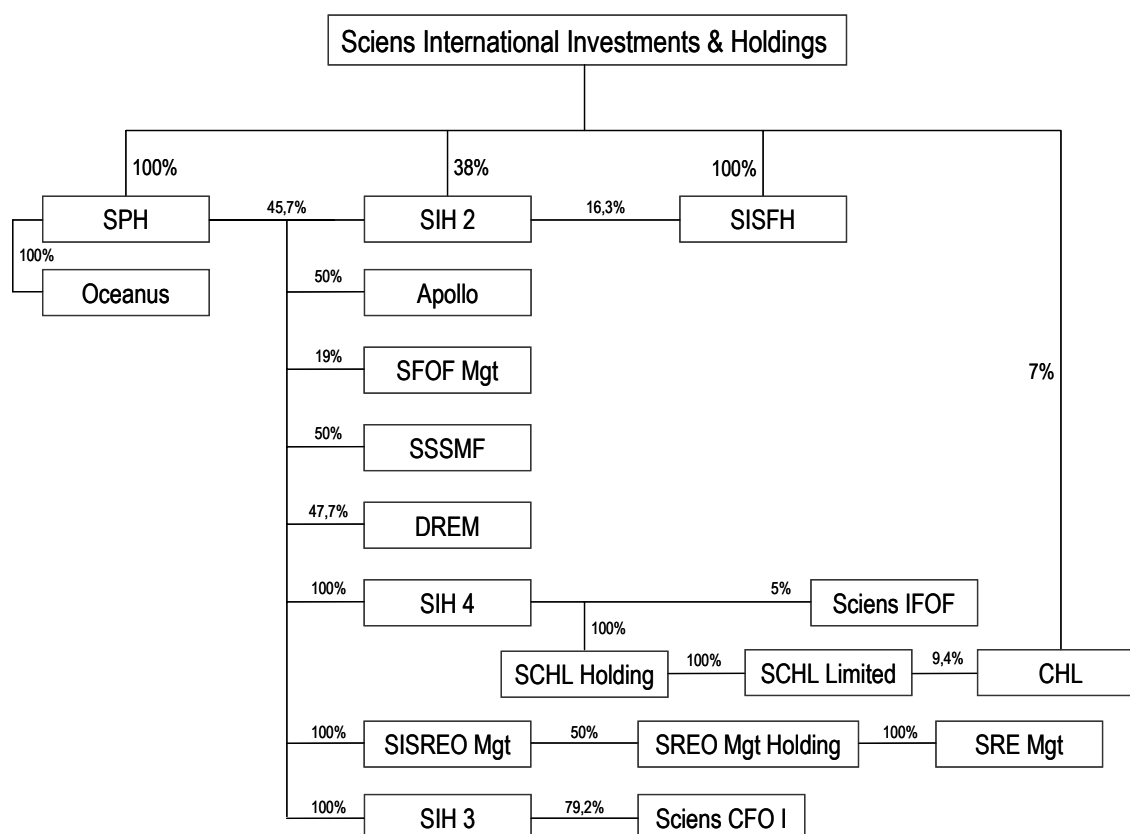 Sciens International Investments & Holdings
100%
38%
100%
SPH
45,7%
SIH 2
16,3%
SISFH
100%
Oceanus
50%
Apollo
19%
SFOF Mgt
7%
50%
SSSMF
47,7%
DREM
100%
SIH 4
5%
Sciens IFOF
100%
SCHL Holding
100%
SCHL Limited
9,4%
CHL
100%
SISREO Mgt
50%
SREO Mgt Holding
100%
SRE Mgt
100%
SIH 3
79,2%
Sciens CFO I